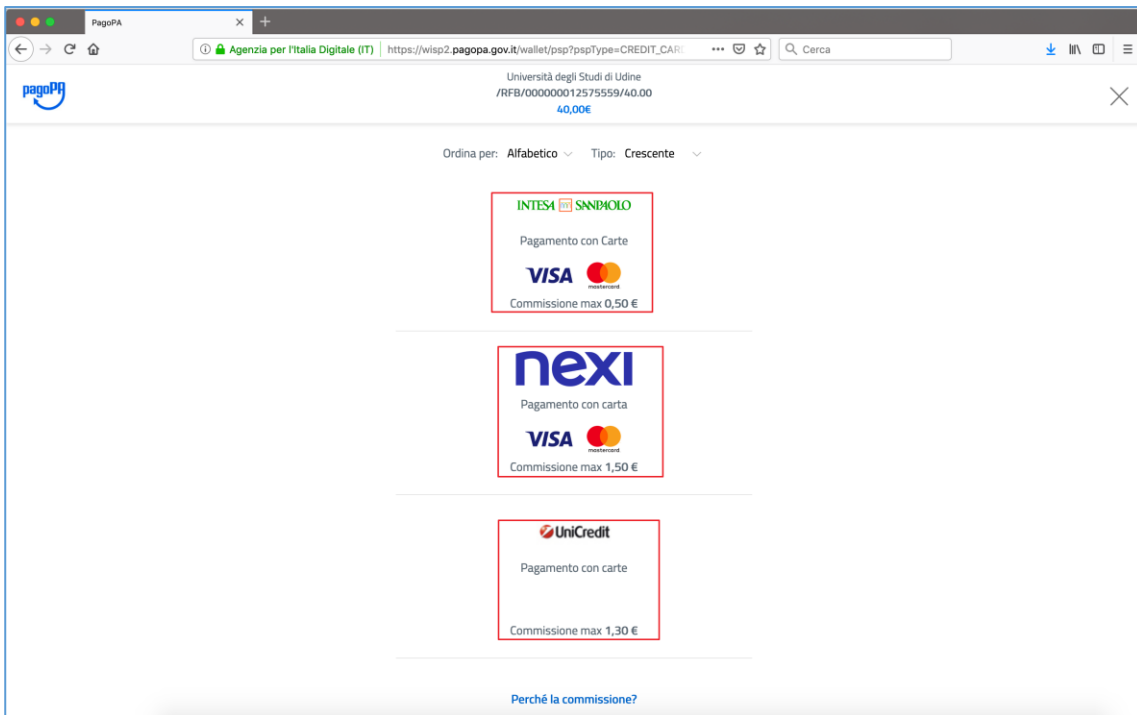 PagoPA
Agenzia per l'Italia Digitale (IT) https://wisp2.pagopa.gov.it/wallet/psp?pspType=CREDIT_CARD Cerca
pagoPA
Università degli Studi di Udine
/RFB/000000012575559/40.00
40,00€
Ordina per: Alfabetico Tipo: Crescente
INTESA SANPAOLO
Pagamento con Carte
VISA mastercard
Commissione max 0,50 €
nexi
Pagamento con carta
VISA mastercard
Commissione max 1,50 €
UniCredit
Pagamento con carte
Commissione max 1,30 €
Perché la commissione?